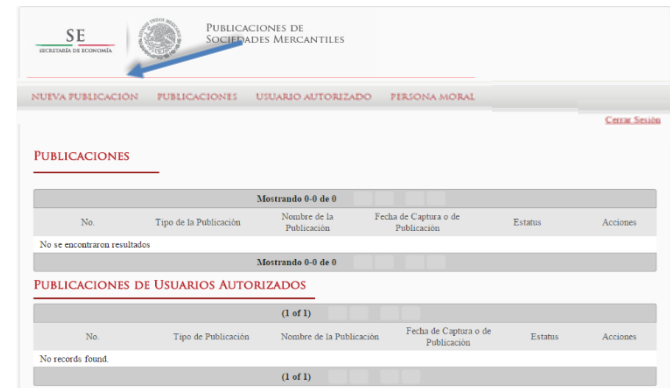 SE
SECRETARÍA DE ECONOMÍA
PUBLICACIONES DE
SOCIEDADES MERCANTILES
NUEVA PUBLICACIÓN PUBLICACIONES USUARIO AUTORIZADO PERSONA MORAL
Cerrar Sesión
PUBLICACIONES
Mostrando 0-0 de 0
No. Tipo de la Publicación Nombre de la Publicación Fecha de Captura o de Publicación Estatus Acciones
No se encontraron resultados
Mostrando 0-0 de 0
PUBLICACIONES DE USUARIOS AUTORIZADOS
(1 of 1)
No. Tipo de Publicación Nombre de la Publicación Fecha de Captura o de Publicación Estatus Acciones
No records found.
(1 of 1)